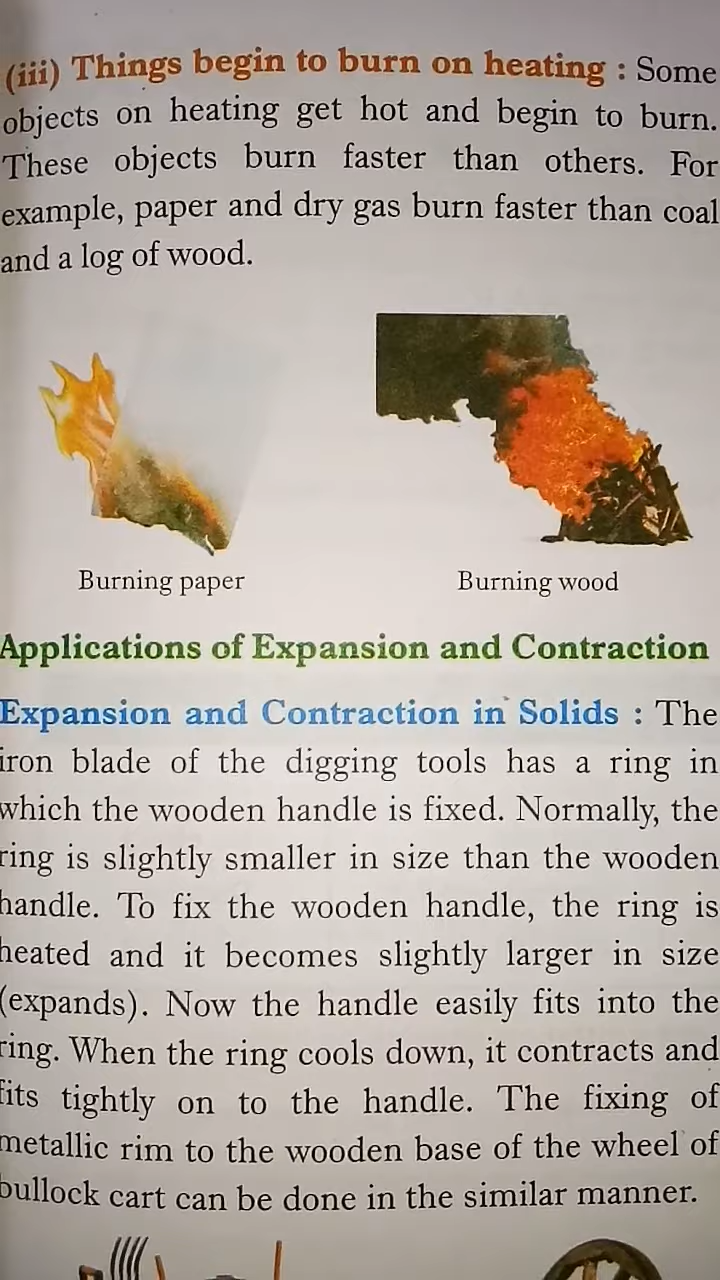 (iii) Things begin to burn on heating : Some
objects on heating get hot and begin to burn.
These objects burn faster than others. For
example, paper and dry gas burn faster than coal
and a log of wood.
Burning paper
Burning wood
Applications of Expansion and Contraction
Expansion and Contraction in Solids : The
iron blade of the digging tools has a ring in
which the wooden handle is fixed. Normally, the
ring is slightly smaller in size than the wooden
handle. To fix the wooden handle, the ring is
heated and it becomes slightly larger in size
(expands). Now the handle easily fits into the
ring. When the ring cools down, it contracts and
fits tightly on to the handle. The fixing of
metallic rim to the wooden base of the wheel of
bullock cart can be done in the similar manner.